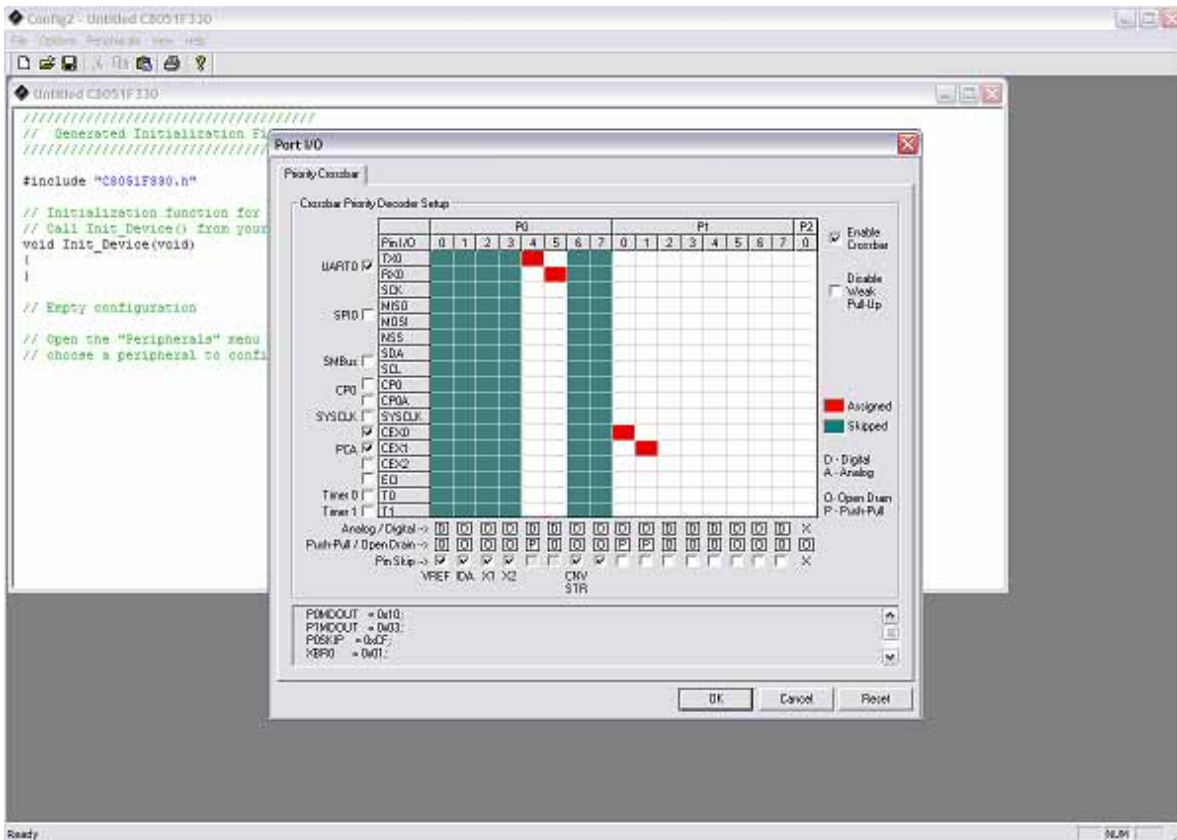 Config2 - Untitled C8051F330
File Options Peripherals View Help
Untitled C8051F330
/////////////////////////////////////
// Generated Initialization Fi
#include "C8051F330.h"
// Initialization function for
// Call Init_Device() from your
void Init_Device(void)
{
}
// Empty configuration
// Open the "Peripherals" menu
// choose a peripheral to confi
Port I/O
Priority Crossbar
Crossbar Priority Decoder Setup
P0 P1 P2
Pin I/O 0 1 2 3 4 5 6 7 0 1 2 3 4 5 6 7 0
UART0 TX0
RX0
SCK
SPI0 MISO
MOSI
NSS
SMBus SDA
SCL
CP0 CP0
CP0A
SYSCLK SYSCLK
CEX0
PCA CEX1
CEX2
ECI
Timer 0 T0
Timer 1 T1
Analog / Digital ->
Push-Pull / Open Drain ->
Pin Skip ->
VREF IDA X1 X2 CNV
STR
Enable
Crossbar
Disable
Weak
Pull-Up
Assigned
Skipped
D - Digital
A - Analog
O - Open Drain
P - Push-Pull
P0MDOUT = 0x10;
P1MDOUT = 0x03;
P0SKIP = 0xCF;
XBR0 = 0x01;
OK Cancel Reset
Ready NUM